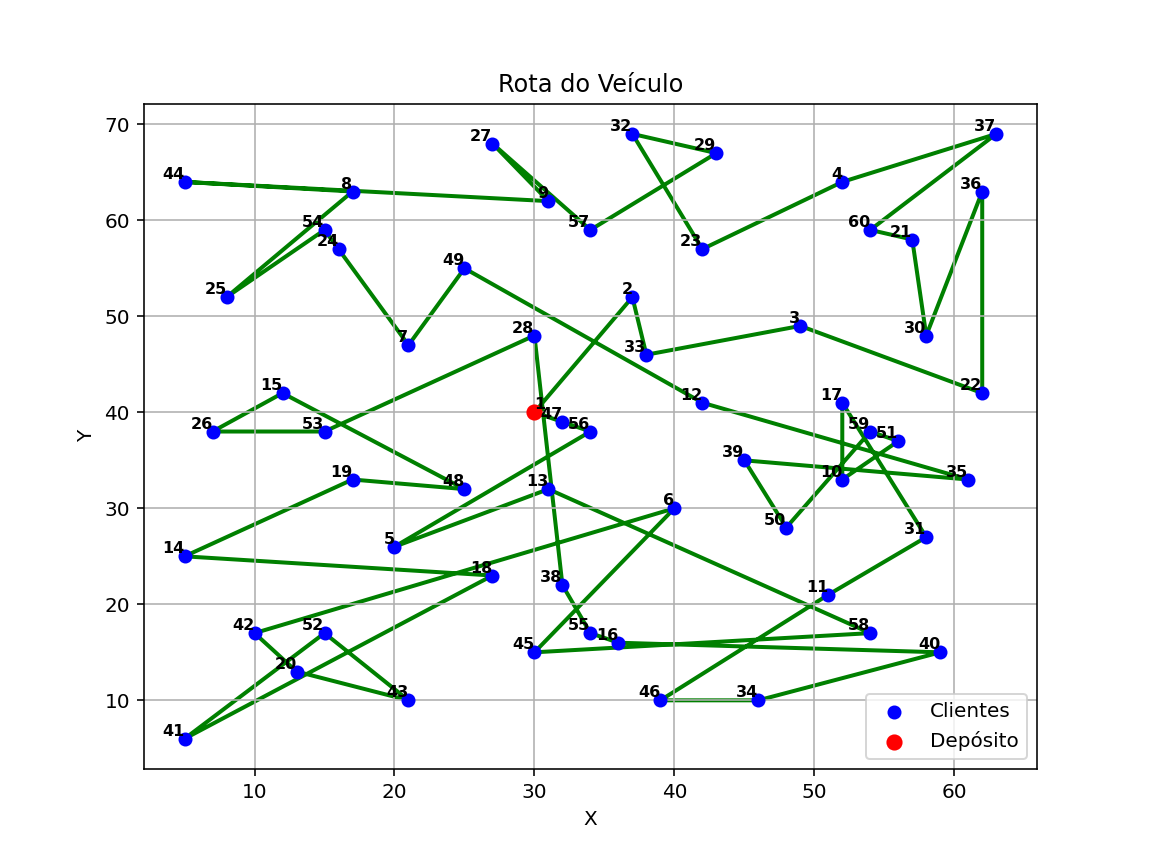 Rota do Veículo
70
60
50
40
30
20
10
Y
10 20 30 40 50 60
X
32 37
27 29
44 8 9 4 36
54 57 60 21
24 23
49
25 2
28 3 30
7 33
15 12 22
1 17
26 53 47 56 59 51
39
19 48 13 10 35
6
50
14 5 31
18 38 11
42 52 55 16 58
20 45 40
43 46 34
41
Clientes
Depósito